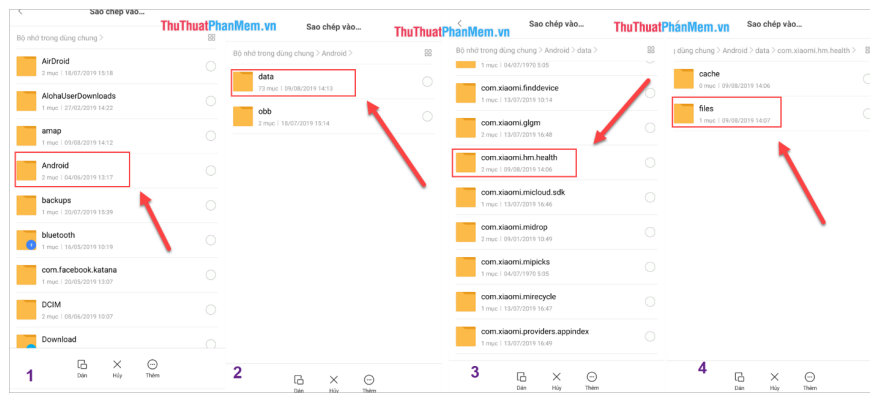 Sao chép vào...
ThuThuatPhanMem.vn
Bộ nhớ trong dùng chung >
AirDroid
2 mục | 18/07/2019 15:18
AlohaUserDownloads
1 mục | 27/02/2019 14:22
amap
1 mục | 09/08/2019 14:12
Android
2 mục | 04/06/2019 13:17
backups
1 mục | 20/07/2019 15:39
bluetooth
1 mục | 16/05/2019 10:19
com.facebook.katana
1 mục | 20/05/2019 13:07
DCIM
2 mục | 08/06/2019 10:07
Download
1
Dán Hủy Thêm
Sao chép vào...
ThuThuatPhanMem.vn
Bộ nhớ trong dùng chung > Android >
data
73 mục | 09/08/2019 14:13
obb
2 mục | 18/07/2019 15:14
2
Dán Hủy Thêm
Sao chép vào...
ThuThuatPhanMem.vn
Bộ nhớ trong dùng chung > Android > data >
1 mục | 04/07/1970 5:05
com.xiaomi.finddevice
1 mục | 13/07/2019 10:14
com.xiaomi.glgm
2 mục | 13/07/2019 16:48
com.xiaomi.hm.health
2 mục | 09/08/2019 14:06
com.xiaomi.micloud.sdk
1 mục | 13/07/2019 16:46
com.xiaomi.midrop
2 mục | 09/01/2019 10:49
com.xiaomi.mipicks
1 mục | 04/07/1970 5:05
com.xiaomi.mirecycle
1 mục | 13/07/2019 16:47
com.xiaomi.providers.appindex
1 mục | 13/07/2019 16:49
3
Dán Hủy Thêm
Sao chép vào...
dùng chung > Android > data > com.xiaomi.hm.health >
cache
0 mục | 09/08/2019 14:06
files
1 mục | 09/08/2019 14:07
4
Dán Hủy Thêm